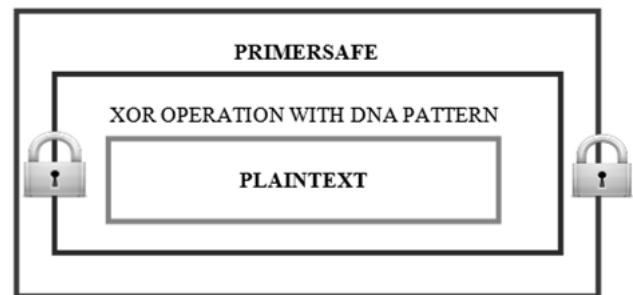 PRIMERSAFE
XOR OPERATION WITH DNA PATTERN
PLAINTEXT